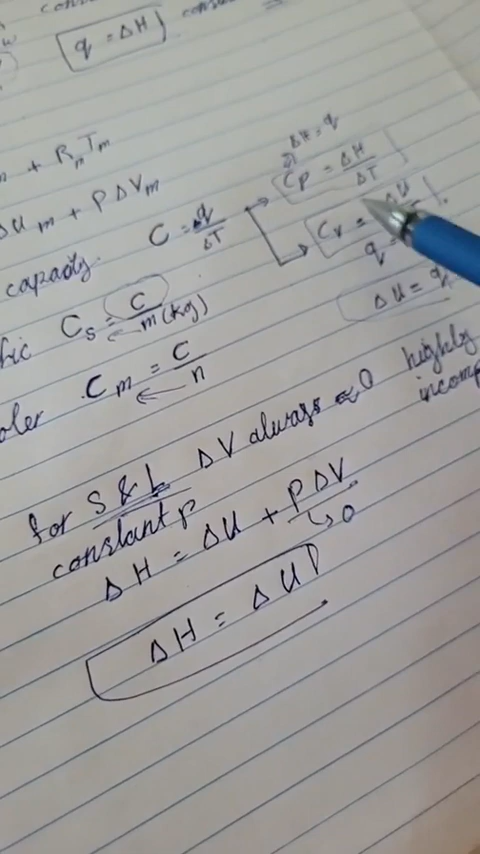 q = ΔH
+ RnTm
ΔUm + PΔVm
ΔH = q
Cp = ΔH/ΔT
capacity C = q/ΔT
Cv =
ΔU = q
Cs = C/m(kg)
Cm = C/n
for S & L ΔV always ≈ 0 highly
constant P
ΔH = ΔU + PΔV
↳ 0
ΔH = ΔU